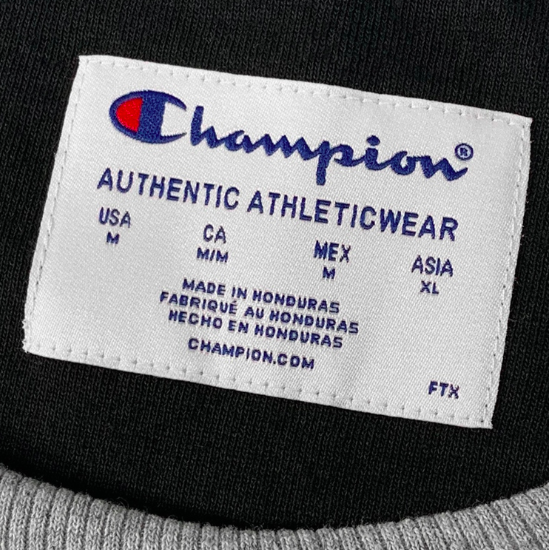 Champion®
AUTHENTIC ATHLETICWEAR
USA CA MEX ASIA
M M/M M XL
MADE IN HONDURAS
FABRIQUÉ AU HONDURAS
HECHO EN HONDURAS
CHAMPION.COM
FTX